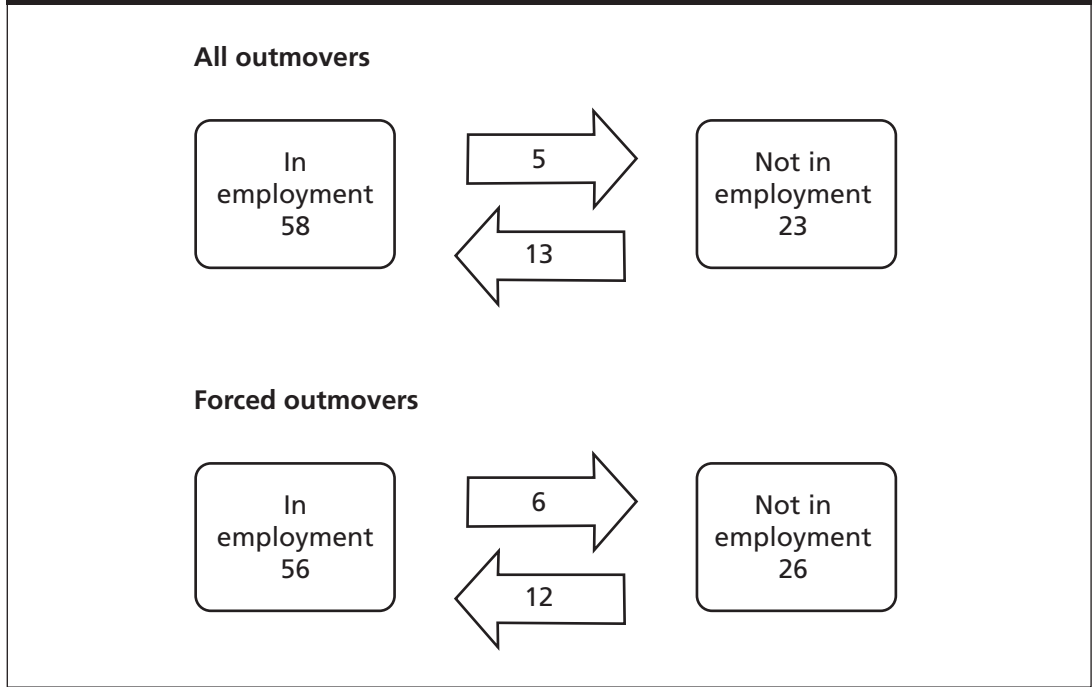 All outmovers
In
employment
58
5
13
Not in
employment
23
Forced outmovers
In
employment
56
6
12
Not in
employment
26